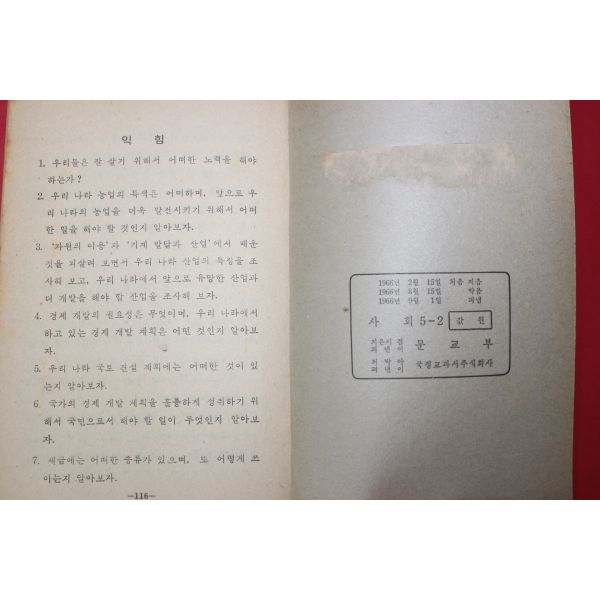 익 힘
1. 우리들은 잘 살기 위해서 어떠한 노력을 해야
하는가?
2. 우리 나라 농업의 특색은 어떠하며, 앞으로 우
리 나라의 농업을 더욱 발전시키기 위해서 어떠
한 일을 해야 할 것인지 알아보자.
3. '자원의 이용'과 '기계 발달과 산업'에서 배운
것을 되살려 보면서 우리 나라 산업의 특징을 조
사해 보고, 우리 나라에서 앞으로 유망한 산업과
더 개발을 해야 할 산업을 조사해 보자.
4. 경제 개발의 필요성은 무엇이며, 우리 나라에서
하고 있는 경제 개발 계획은 어떤 것인지 알아보
자.
5. 우리 나라 국토 건설 계획에는 어떠한 것이 있
는지 알아보자.
6. 국가의 경제 개발 계획을 훌륭하게 성취하기 위
해서 국민으로서 해야 할 일이 무엇인지 알아보
자.
7. 세금에는 어떠한 종류가 있으며, 또 어떻게 쓰
이는지 알아보자.
—116—
1966년 2월 15일 처음 지음
1966년 8월 15일 박음
1966년 9월 1일 펴냄
사 회 5-2 값 원
지은이 겸
펴낸이 문 교 부
국정교과서주식회사